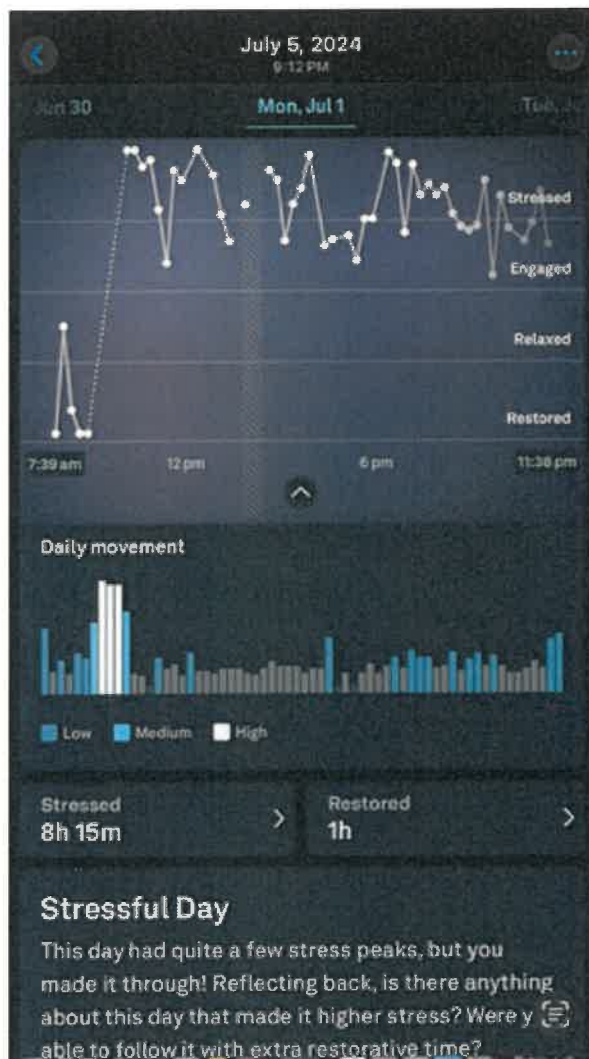 July 5, 2024
9:12 PM
Jun 30
Mon, Jul 1
Tue, J
Stressed
Engaged
Relaxed
Restored
7:39 am 12 pm 6 pm 11:38 pm
Daily movement
Low Medium High
Stressed
8h 15m
Restored
1h
Stressful Day
This day had quite a few stress peaks, but you
made it through! Reflecting back, is there anything
about this day that made it higher stress? Were y
able to follow it with extra restorative time?